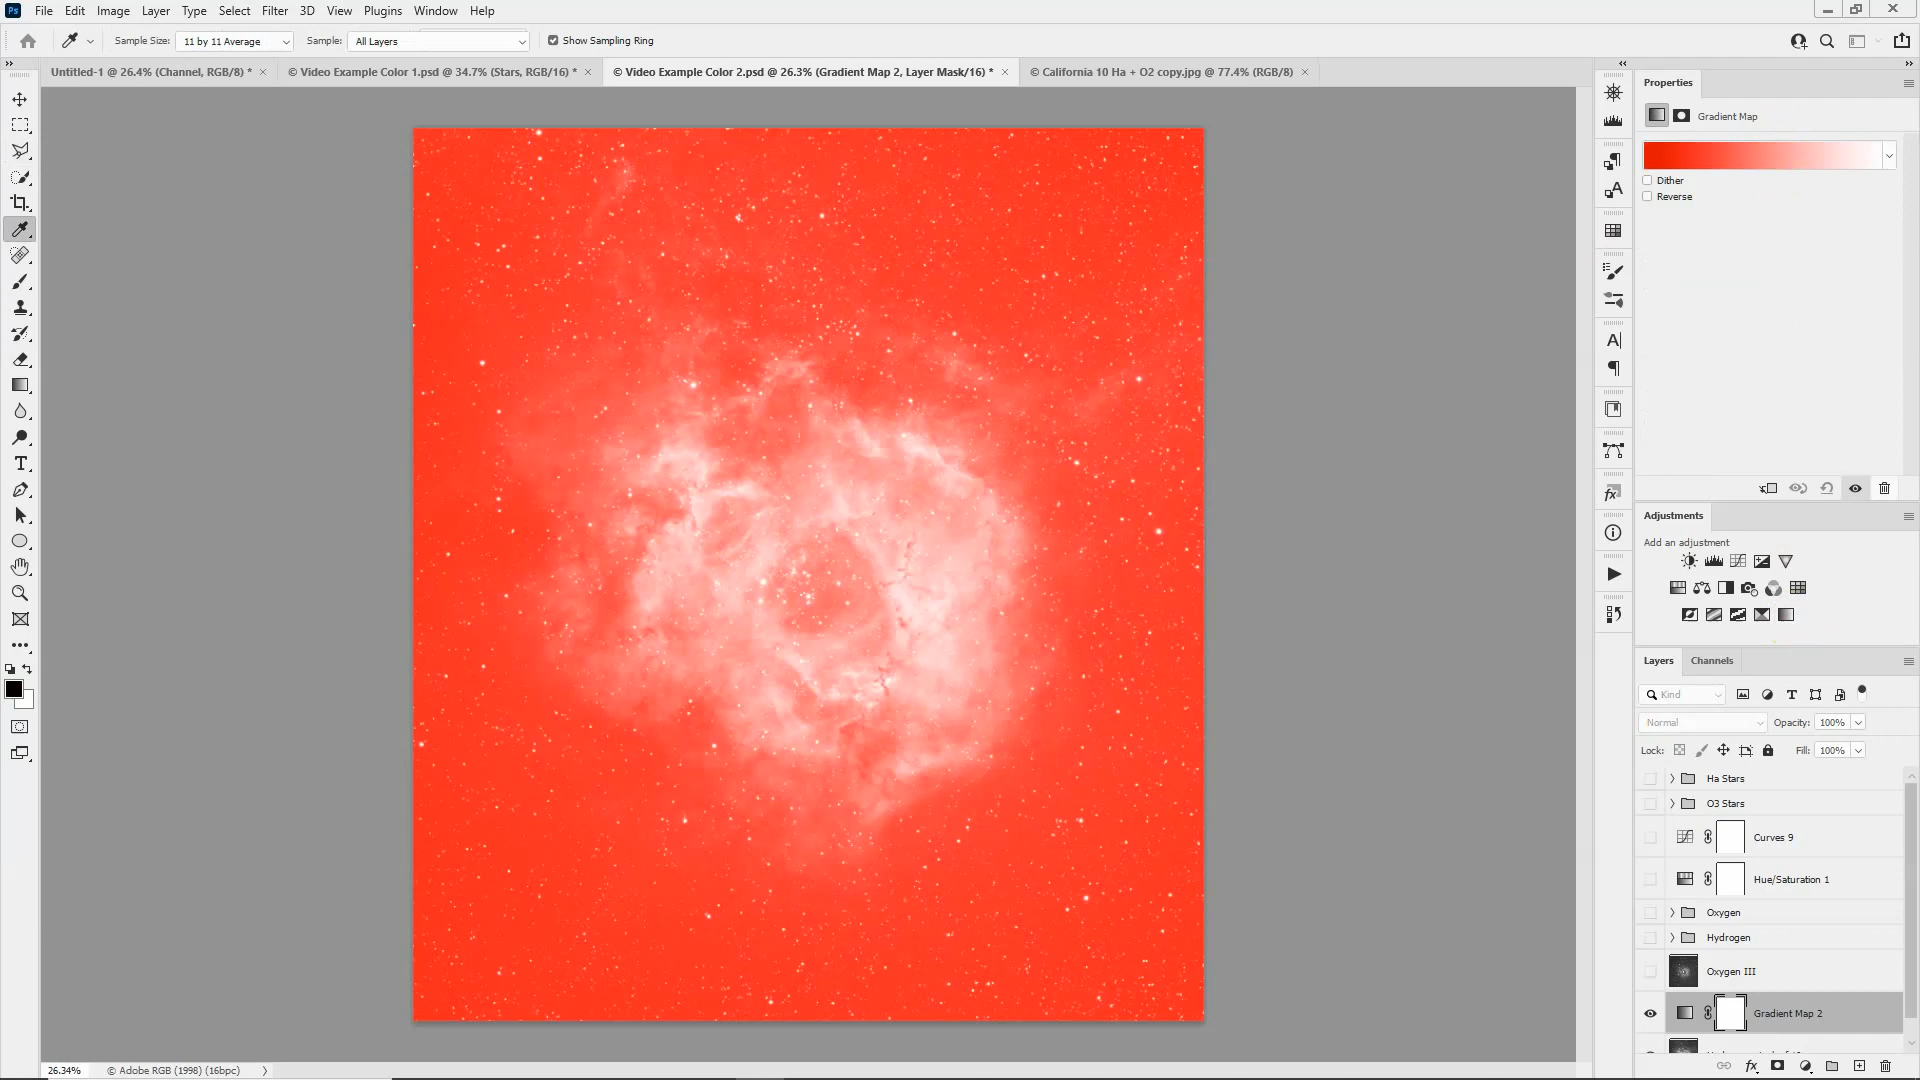 Ps File Edit Image Layer Type Select Filter 3D View Plugins Window Help
Sample Size: 11 by 11 Average Sample: All Layers Show Sampling Ring
Untitled-1 @ 26.4% (Channel, RGB/8) * © Video Example Color 1.psd @ 34.7% (Stars, RGB/16) * © Video Example Color 2.psd @ 26.3% (Gradient Map 2, Layer Mask/16) * © California 10 Ha + O2 copy.jpg @ 77.4% (RGB/8)
Properties
Gradient Map
Dither
Reverse
Adjustments
Add an adjustment
Layers Channels
Kind
Normal Opacity: 100%
Lock: Fill: 100%
Ha Stars
O3 Stars
Curves 9
Hue/Saturation 1
Oxygen
Hydrogen
Oxygen III
Gradient Map 2
26.34% © Adobe RGB (1998) (16bpc)